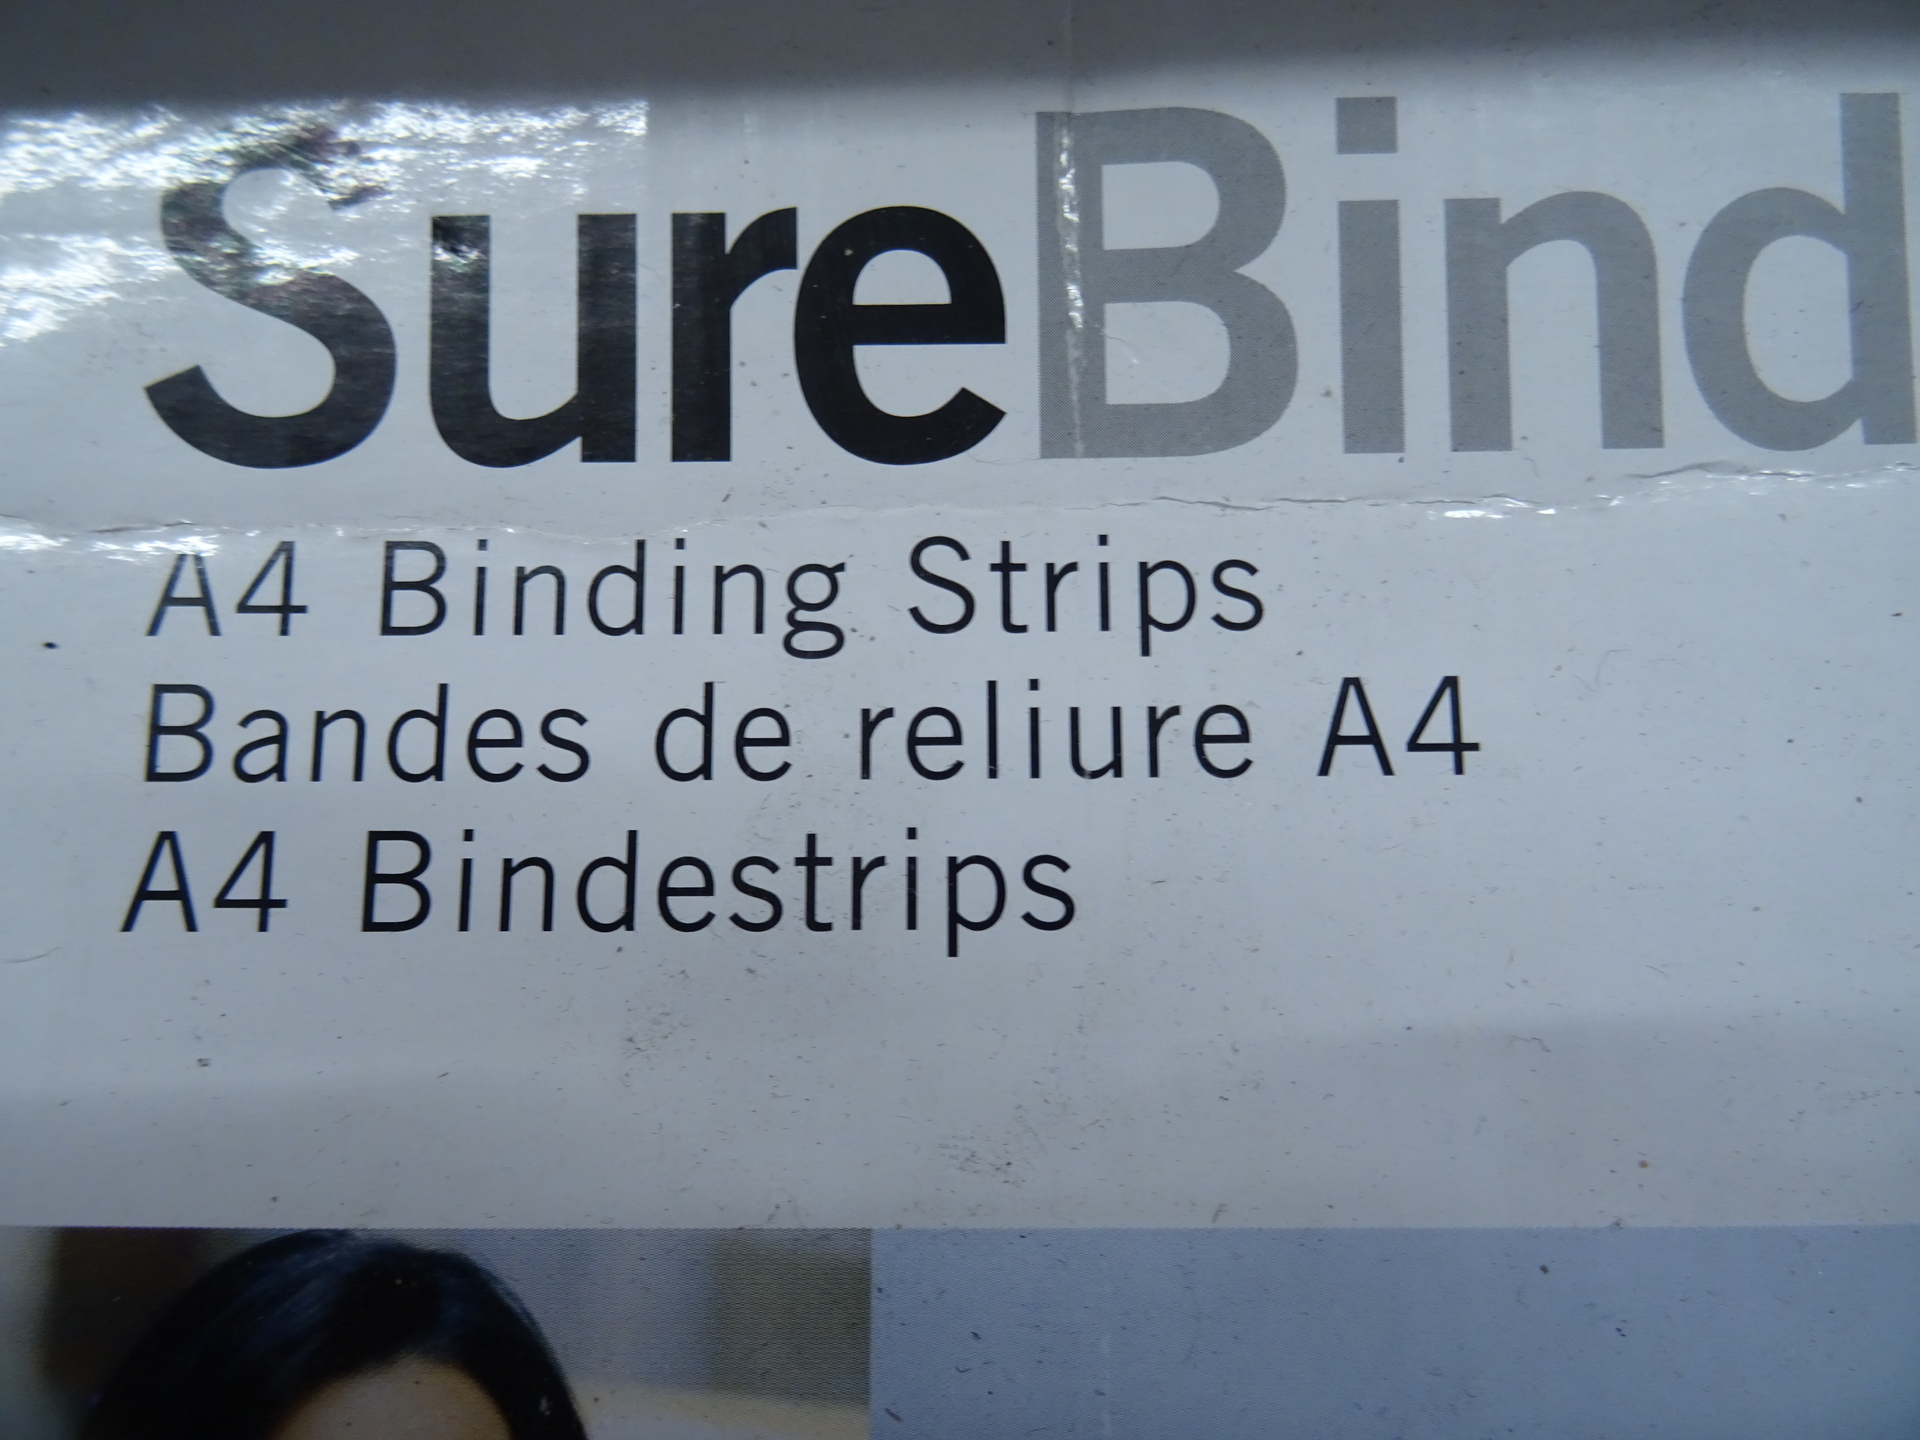 SureBind
A4 Binding Strips
Bandes de reliure A4
A4 Bindestrips